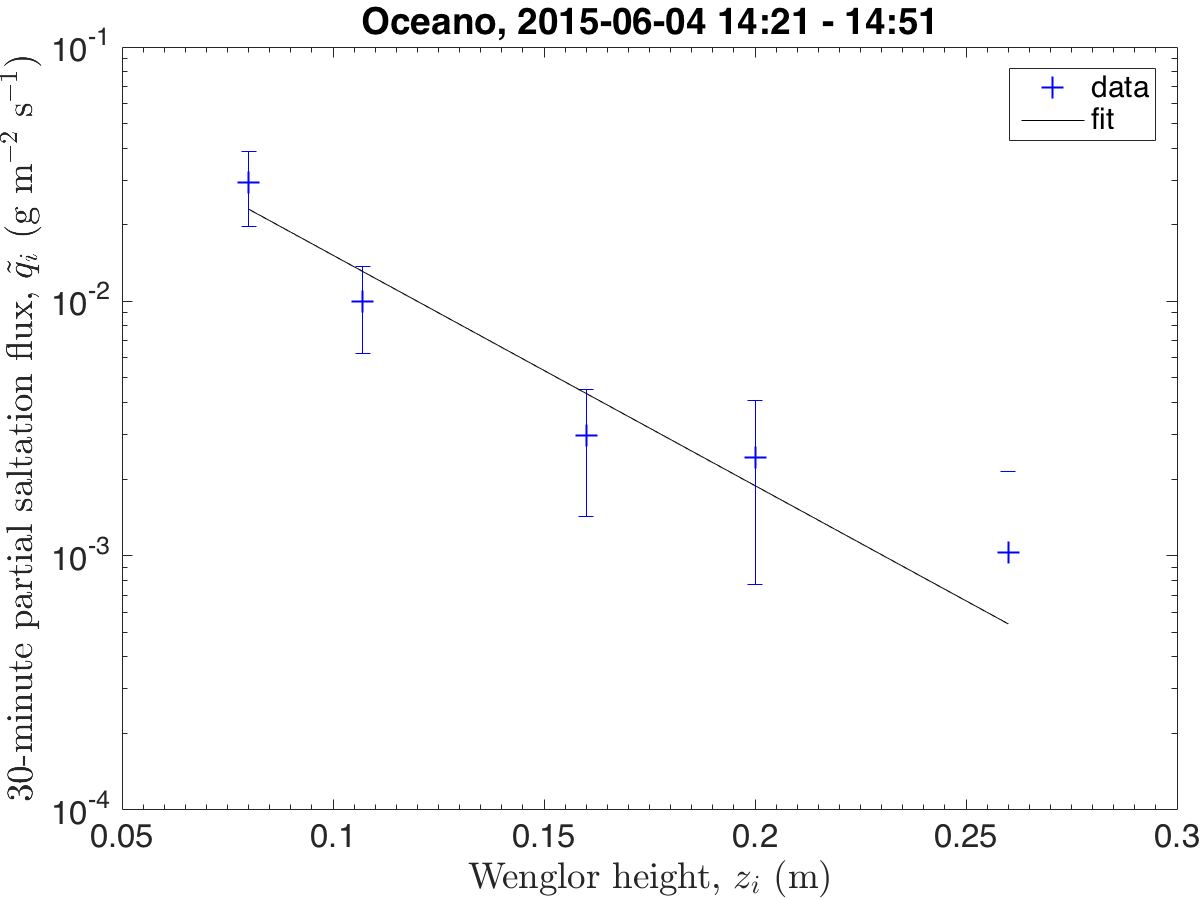 Oceano, 2015-06-04 14:21 - 14:51
30-minute partial saltation flux, q̃ᵢ (g m⁻² s⁻¹)
10⁻¹
10⁻²
10⁻³
10⁻⁴
data
fit
0.05 0.1 0.15 0.2 0.25 0.3
Wenglor height, zᵢ (m)